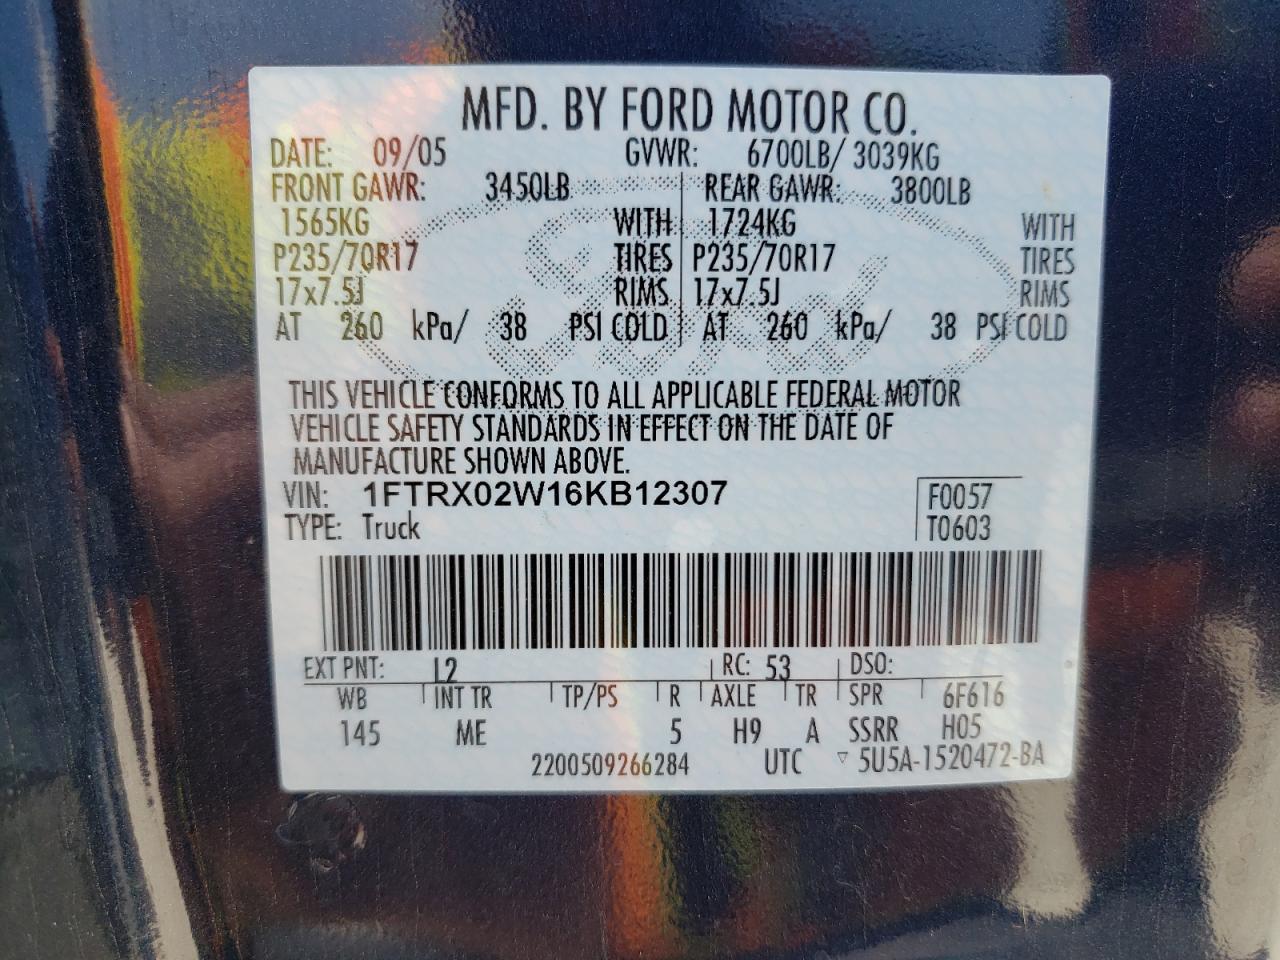 MFD. BY FORD MOTOR CO.
DATE: 09/05 GVWR: 6700LB/ 3039KG
FRONT GAWR: 3450LB REAR GAWR: 3800LB
1565KG WITH 1724KG WITH
P235/70R17 TIRES P235/70R17 TIRES
17x7.5J RIMS 17x7.5J RIMS
AT 260 kPa/ 38 PSI COLD AT 260 kPa/ 38 PSI COLD
THIS VEHICLE CONFORMS TO ALL APPLICABLE FEDERAL MOTOR
VEHICLE SAFETY STANDARDS IN EFFECT ON THE DATE OF
MANUFACTURE SHOWN ABOVE.
VIN: 1FTRX02W16KB12307 F0057
TYPE: Truck T0603
EXT PNT: L2 RC: 53 DSO:
WB INT TR TP/PS R AXLE TR SPR 6F616
145 ME 5 H9 A SSRR H05
2200509266284 UTC ▽ 5U5A-1520472-BA
Ford